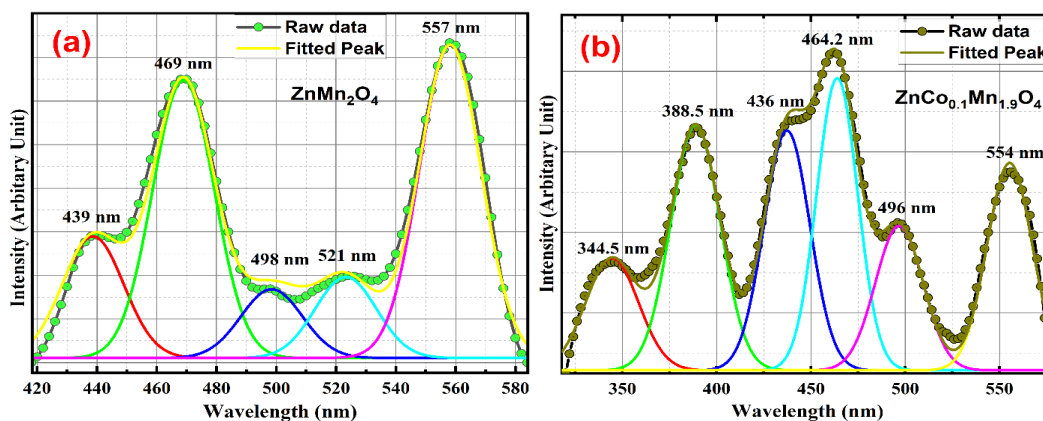 (a)
Raw data
Fitted Peak
557 nm
469 nm
ZnMn₂O₄
439 nm
498 nm
521 nm
Intensity (Arbitary Unit)
420 440 460 480 500 520 540 560 580
Wavelength (nm)
(b)
464.2 nm
Raw data
Fitted Peak
436 nm
388.5 nm
ZnCo₀.₁Mn₁.₉O₄
554 nm
496 nm
344.5 nm
Intensity (Arbitary Unit)
350 400 450 500 550
Wavelength (nm)